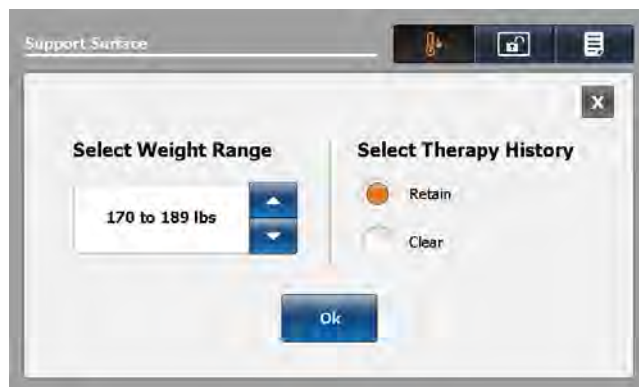 Support Surface
X
Select Weight Range
170 to 189 lbs
Select Therapy History
Retain
Clear
Ok